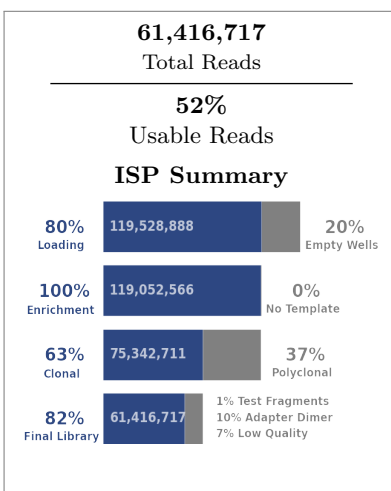 61,416,717
Total Reads
52%
Usable Reads
ISP Summary
80%
Loading
119,528,888
20%
Empty Wells
100%
Enrichment
119,052,566
0%
No Template
63%
Clonal
75,342,711
37%
Polyclonal
82%
Final Library
61,416,717
1% Test Fragments
10% Adapter Dimer
7% Low Quality